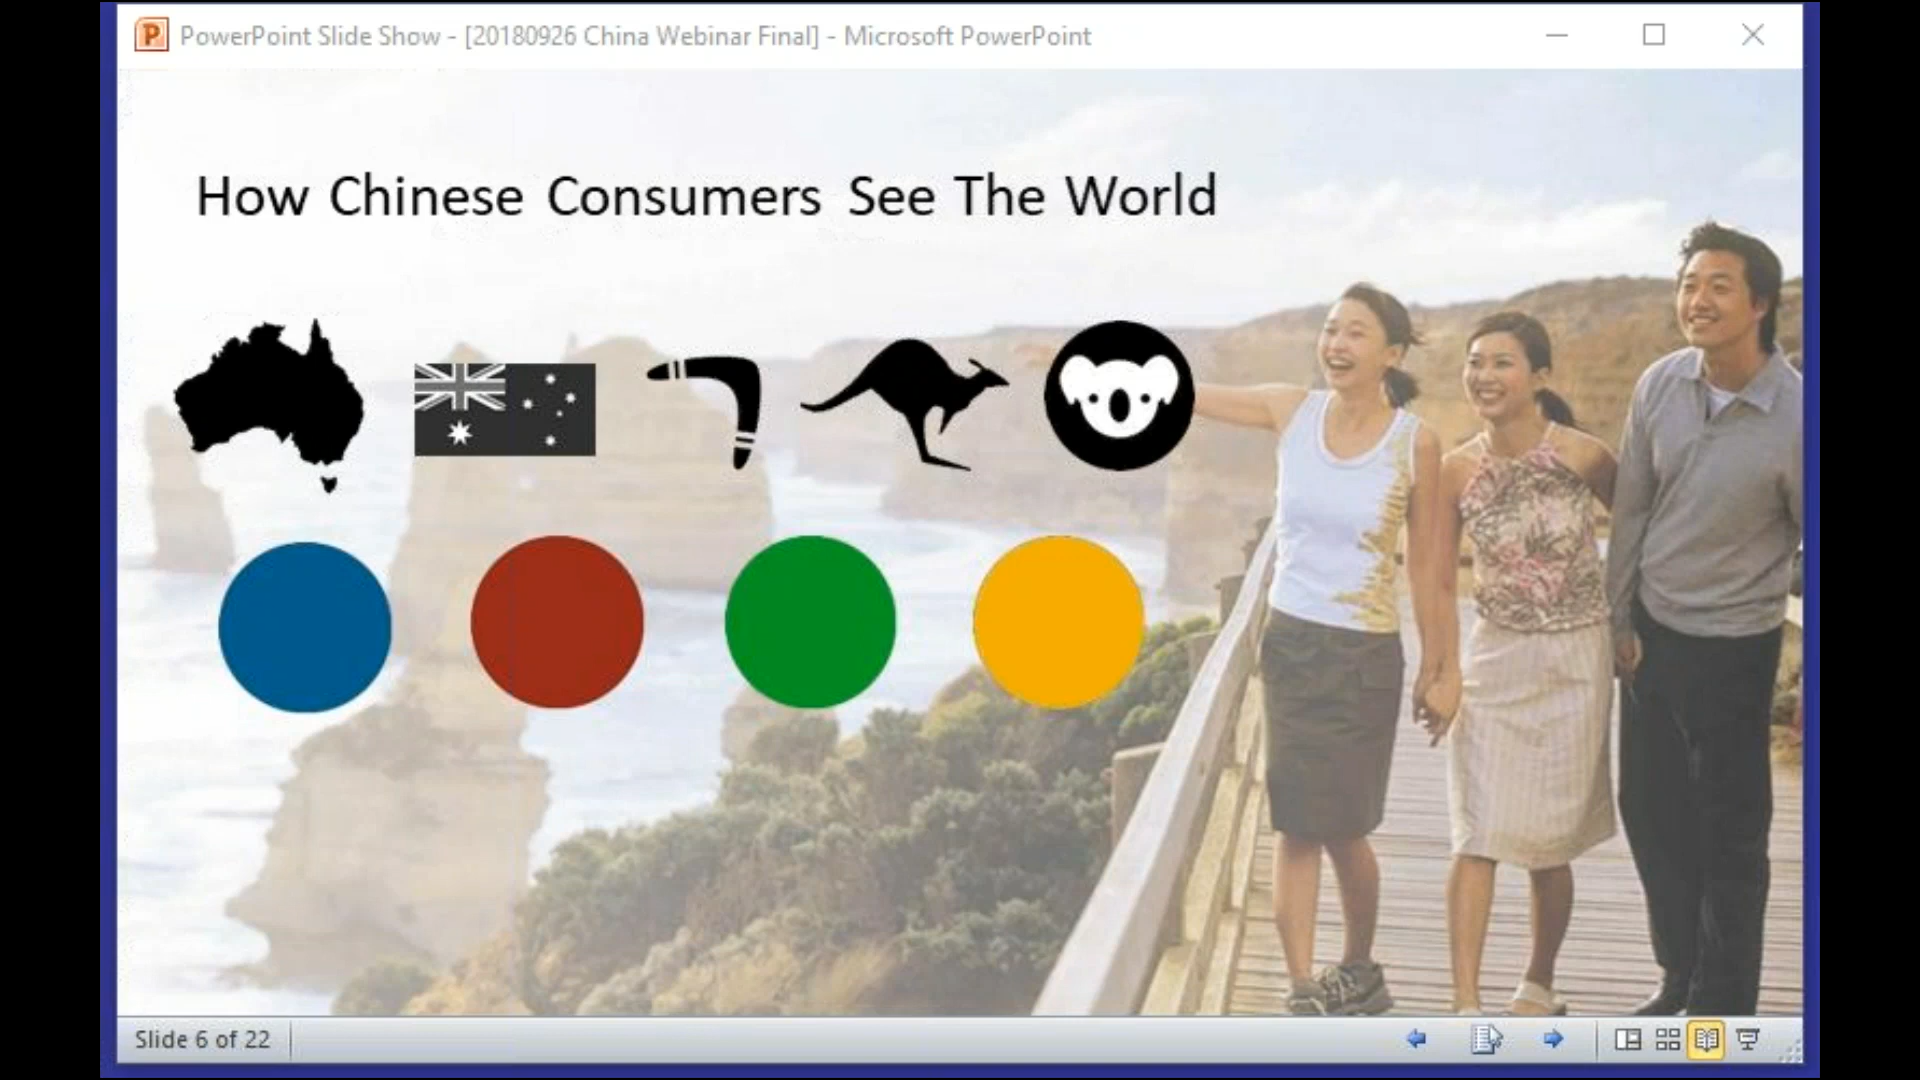 PowerPoint Slide Show - [20180926 China Webinar Final] - Microsoft PowerPoint
How Chinese Consumers See The World
Slide 6 of 22